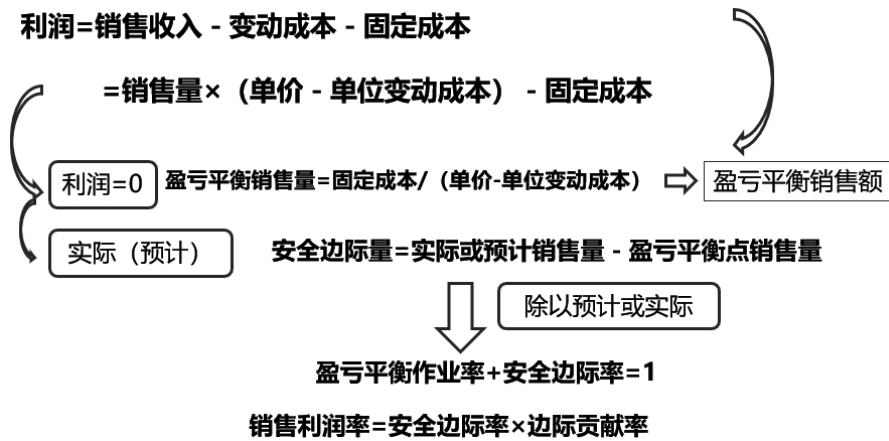 利润=销售收入 - 变动成本 - 固定成本
=销售量×（单价 - 单位变动成本） - 固定成本
利润=0
盈亏平衡销售量=固定成本/（单价-单位变动成本）
盈亏平衡销售额
实际（预计）
安全边际量=实际或预计销售量 - 盈亏平衡点销售量
除以预计或实际
盈亏平衡作业率+安全边际率=1
销售利润率=安全边际率×边际贡献率